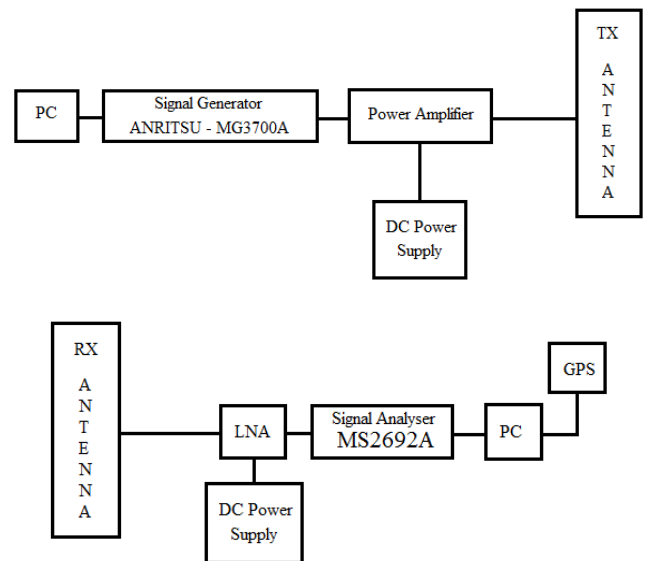 PC
Signal Generator
ANRITSU - MG3700A
Power Amplifier
TX
A
N
T
E
N
N
A
DC Power
Supply
RX
A
N
T
E
N
N
A
LNA
Signal Analyser
MS2692A
PC
GPS
DC Power
Supply